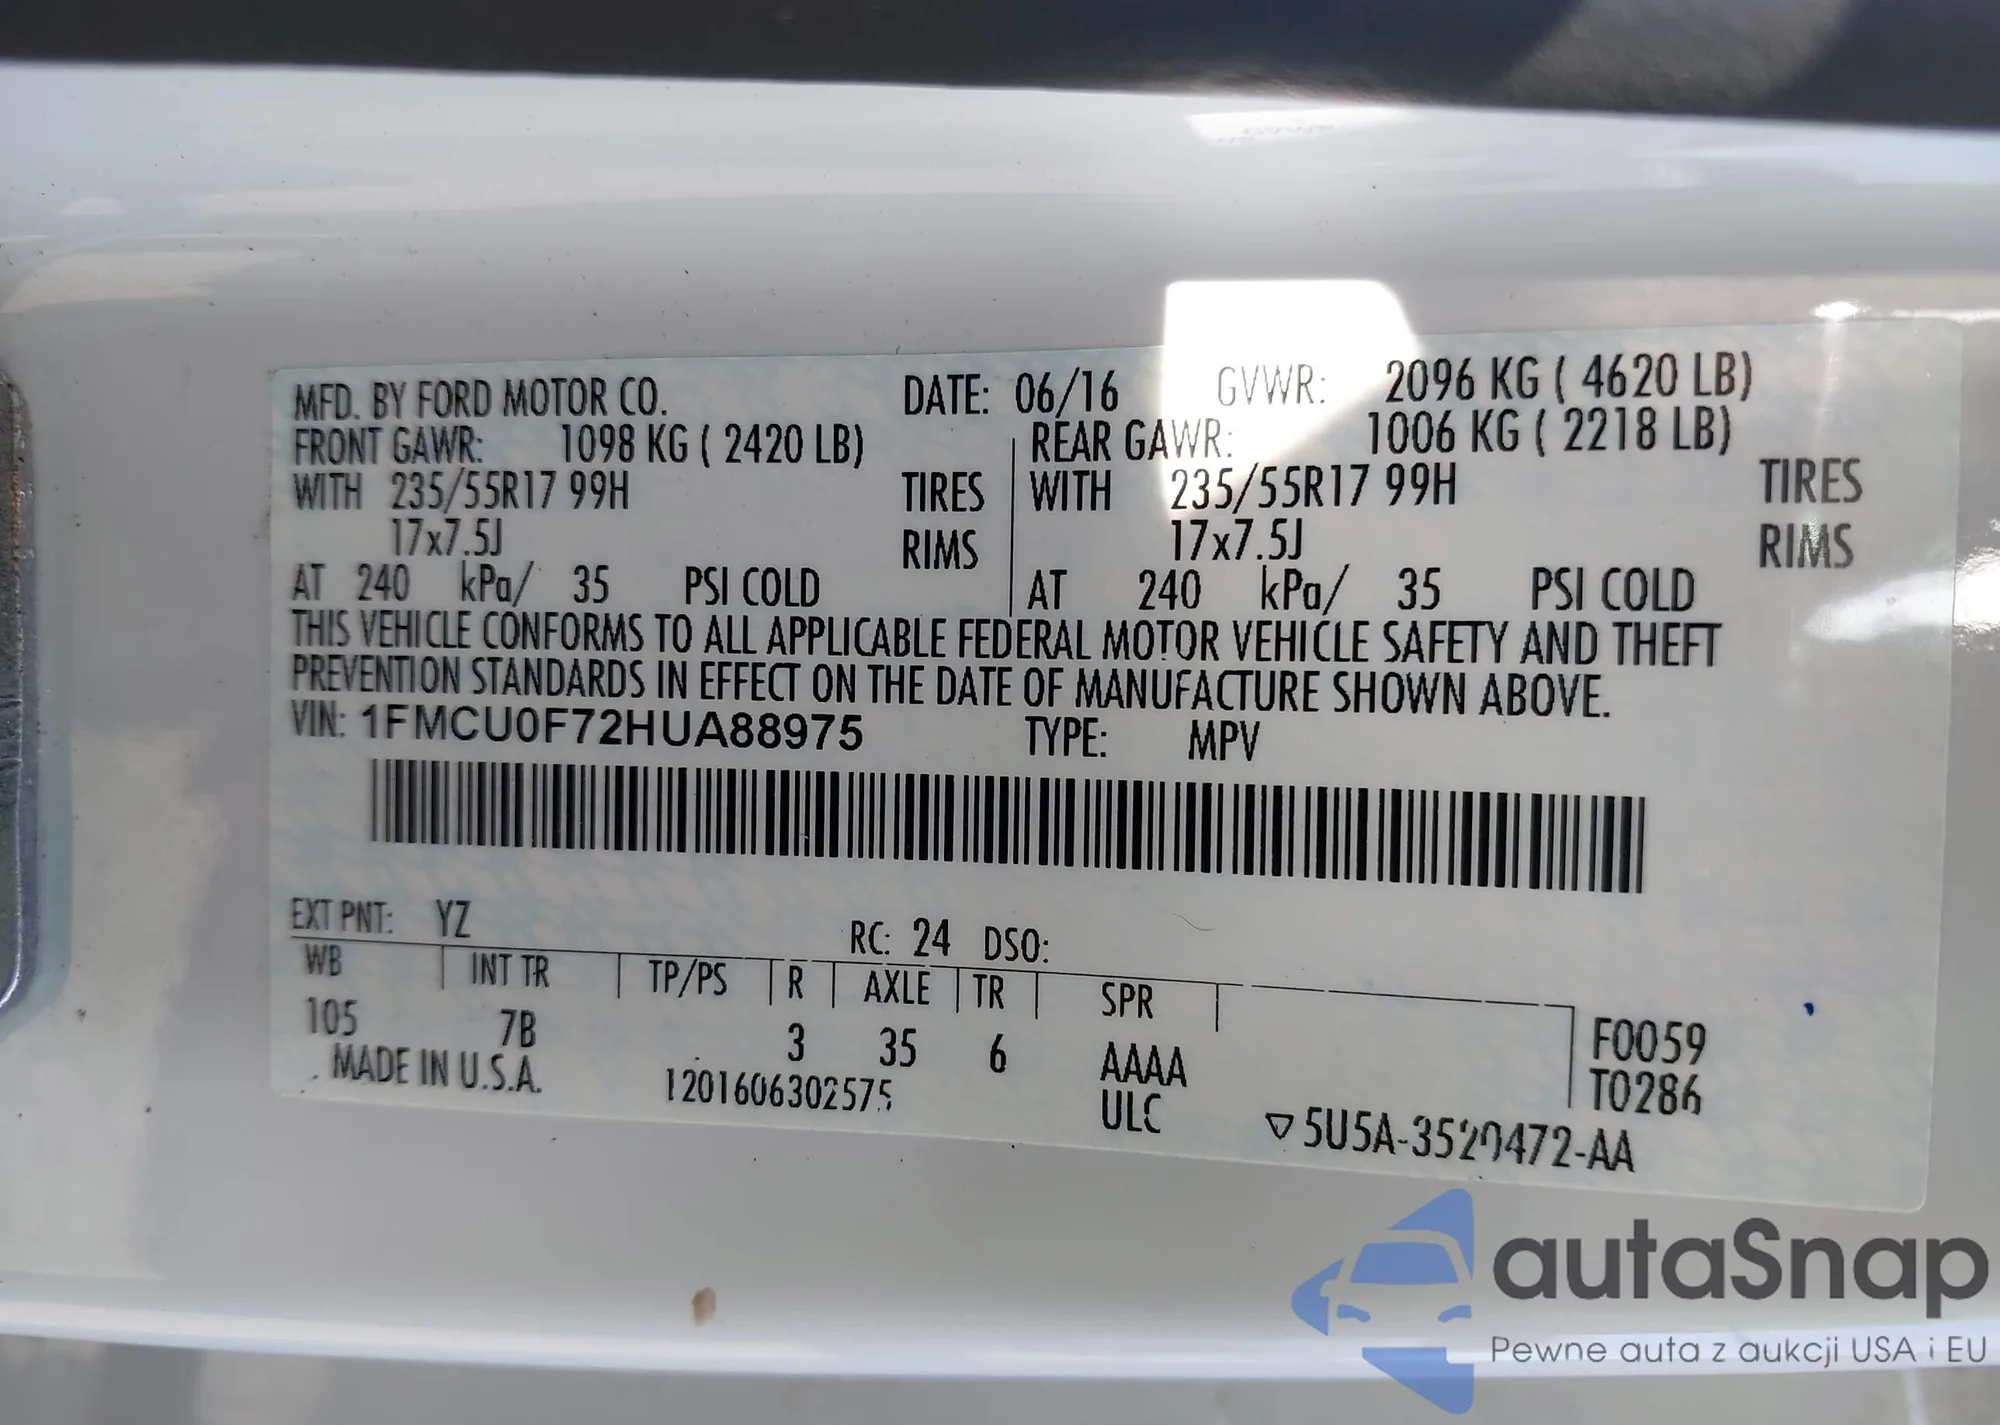 MFD. BY FORD MOTOR CO. DATE: 06/16 GVWR: 2096 KG ( 4620 LB)
FRONT GAWR: 1098 KG ( 2420 LB) REAR GAWR: 1006 KG ( 2218 LB)
WITH 235/55R17 99H TIRES WITH 235/55R17 99H TIRES
17x7.5J RIMS 17x7.5J RIMS
AT 240 kPa/ 35 PSI COLD AT 240 kPa/ 35 PSI COLD
THIS VEHICLE CONFORMS TO ALL APPLICABLE FEDERAL MOTOR VEHICLE SAFETY AND THEFT
PREVENTION STANDARDS IN EFFECT ON THE DATE OF MANUFACTURE SHOWN ABOVE.
VIN: 1FMCU0F72HUA88975 TYPE: MPV
EXT PNT: YZ RC: 24 DSO:
WB INT TR TP/PS R AXLE TR SPR
105 7B 3 35 6 AAAA F0059
MADE IN U.S.A. 1201606302575 ULC T0286
5U5A-3520472-AA
autaSnap
Pewne auta z aukcji USA i EU